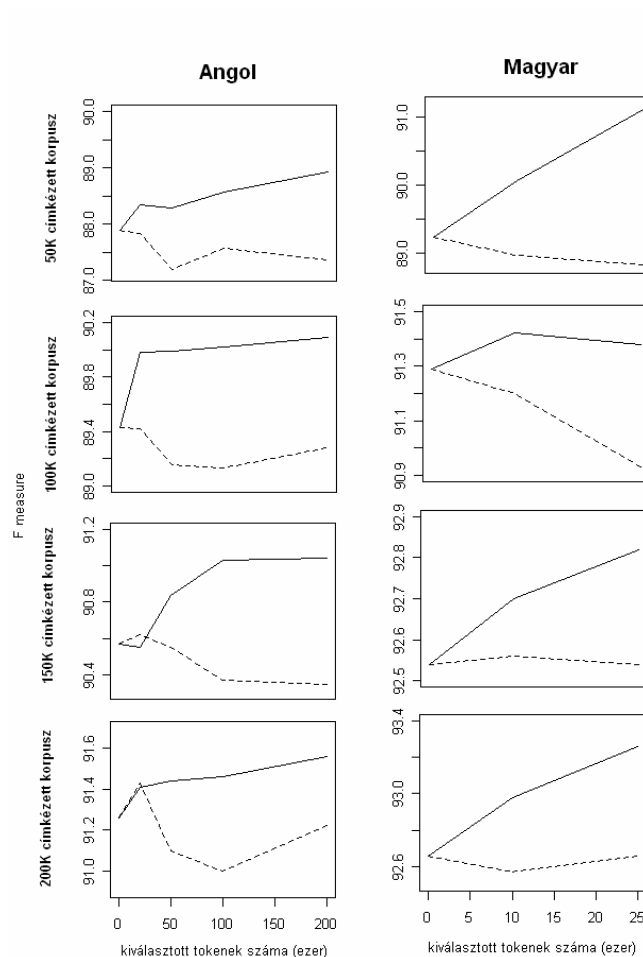 Angol
Magyar
F measure
50K címkézett korpusz
90.0
89.0
88.0
87.0
91.0
90.0
89.0
100K címkézett korpusz
90.2
89.8
89.4
89.0
91.5
91.3
91.1
90.9
150K címkézett korpusz
91.2
90.8
90.4
92.9
92.8
92.7
92.6
92.5
200K címkézett korpusz
91.6
91.4
91.2
91.0
93.4
93.0
92.6
0 50 100 150 200
0 5 10 15 20 25
kiválasztott tokenek száma (ezer)
kiválasztott tokenek száma (ezer)